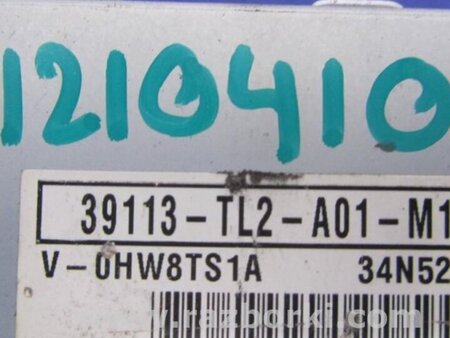 1210410
39113-TL2-A01-M1
V-0HW8TS1A 34N52
www.razborki.com